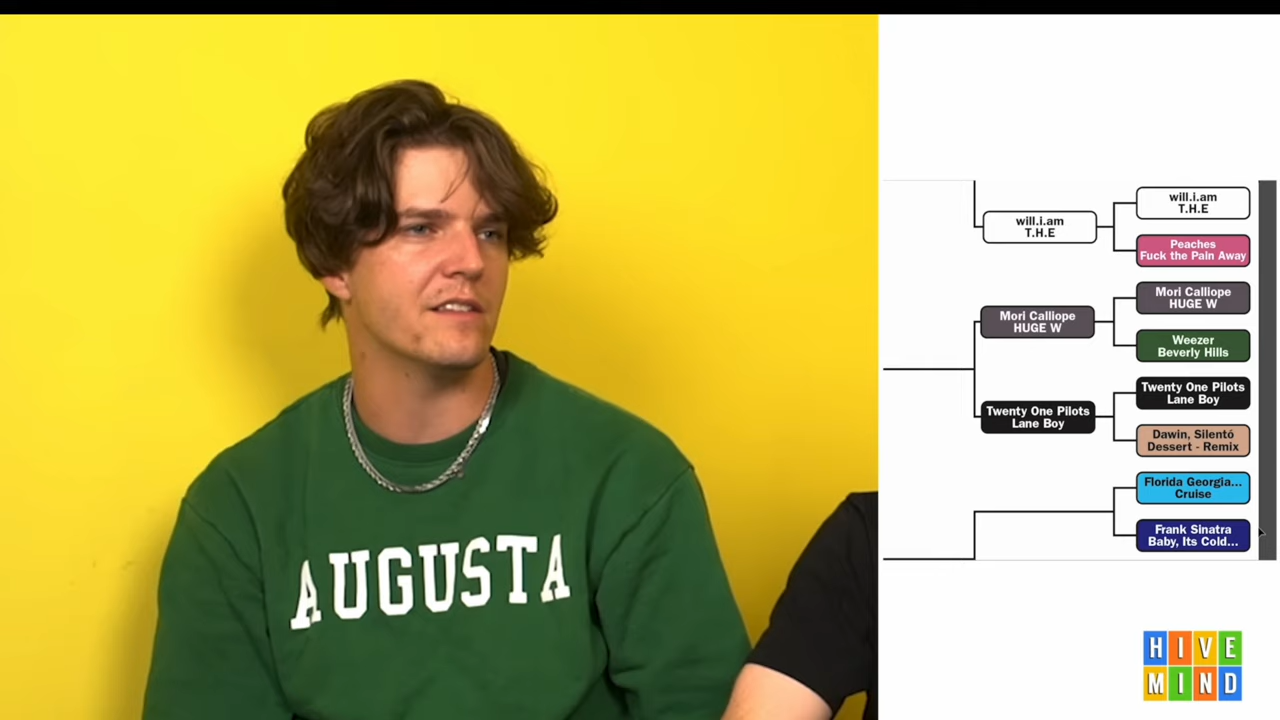 AUGUSTA
will.i.am
T.H.E
will.i.am
T.H.E
Peaches
Fuck the Pain Away
Mori Calliope
HUGE W
Mori Calliope
HUGE W
Weezer
Beverly Hills
Twenty One Pilots
Lane Boy
Twenty One Pilots
Lane Boy
Dawin, Silentó
Dessert - Remix
Florida Georgia...
Cruise
Frank Sinatra
Baby, Its Cold...
HIVE
MIND